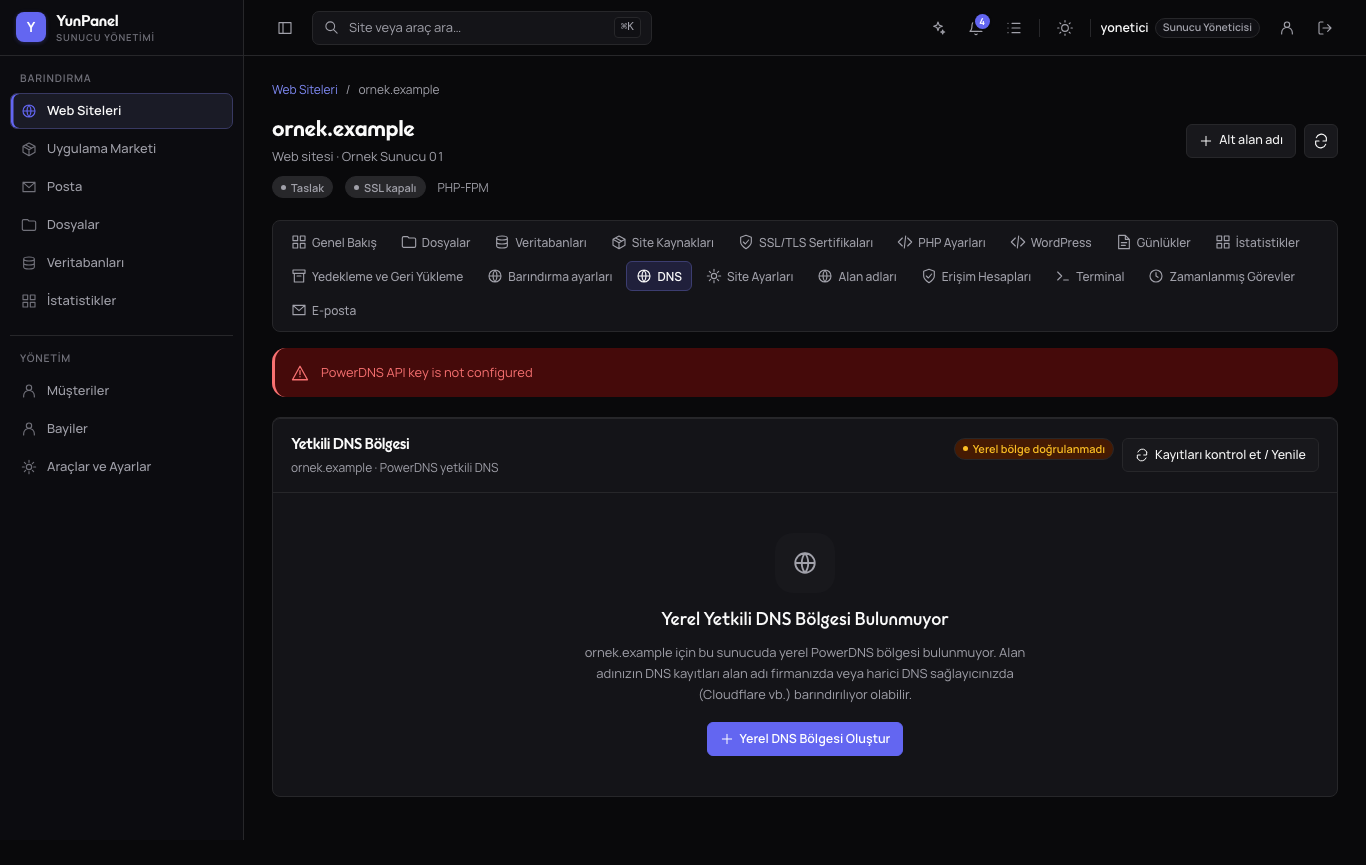 Y
YunPanel
SUNUCU YÖNETİMİ
Site veya araç ara...
⌘K
4
yonetici
Sunucu Yöneticisi
BARINDIRMA
Web Siteleri
Uygulama Marketi
Posta
Dosyalar
Veritabanları
İstatistikler
YÖNETİM
Müşteriler
Bayiler
Araçlar ve Ayarlar
Web Siteleri / ornek.example
ornek.example
Web sitesi · Ornek Sunucu 01
Taslak
SSL kapalı
PHP-FPM
Alt alan adı
Genel Bakış
Dosyalar
Veritabanları
Site Kaynakları
SSL/TLS Sertifikaları
PHP Ayarları
WordPress
Günlükler
İstatistikler
Yedekleme ve Geri Yükleme
Barındırma ayarları
DNS
Site Ayarları
Alan adları
Erişim Hesapları
Terminal
Zamanlanmış Görevler
E-posta
PowerDNS API key is not configured
Yetkili DNS Bölgesi
ornek.example · PowerDNS yetkili DNS
Yerel bölge doğrulanmadı
Kayıtları kontrol et / Yenile
Yerel Yetkili DNS Bölgesi Bulunmuyor
ornek.example için bu sunucuda yerel PowerDNS bölgesi bulunmuyor. Alan
adınızın DNS kayıtları alan adı firmanızda veya harici DNS sağlayıcınızda
(Cloudflare vb.) barındırılıyor olabilir.
Yerel DNS Bölgesi Oluştur